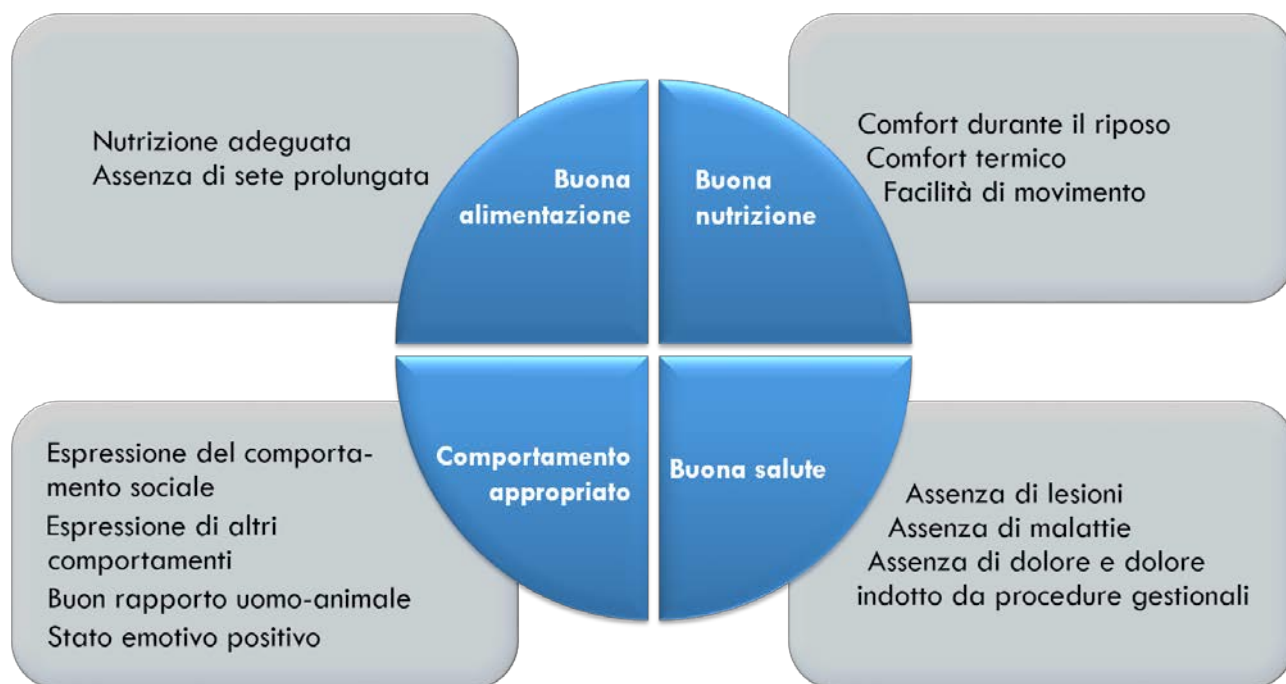 Nutrizione adeguata
Assenza di sete prolungata
Buona
alimentazione
Buona
nutrizione
Comfort durante il riposo
Comfort termico
Facilità di movimento
Espressione del comporta-
mento sociale
Espressione di altri
comportamenti
Buon rapporto uomo-animale
Stato emotivo positivo
Comportamento
appropriato
Buona salute
Assenza di lesioni
Assenza di malattie
Assenza di dolore e dolore
indotto da procedure gestionali